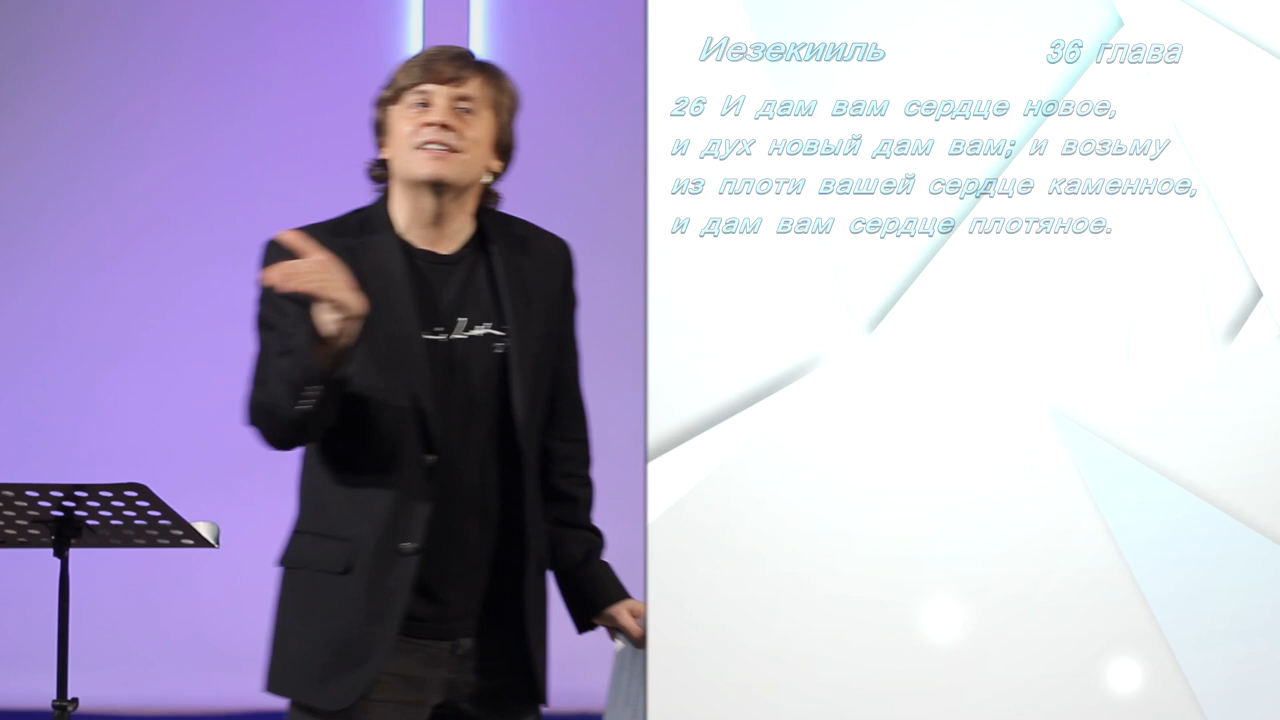 Иезекииль 36 глава
26 И дам вам сердце новое,
и дух новый дам вам; и возьму
из плоти вашей сердце каменное,
и дам вам сердце плотяное.